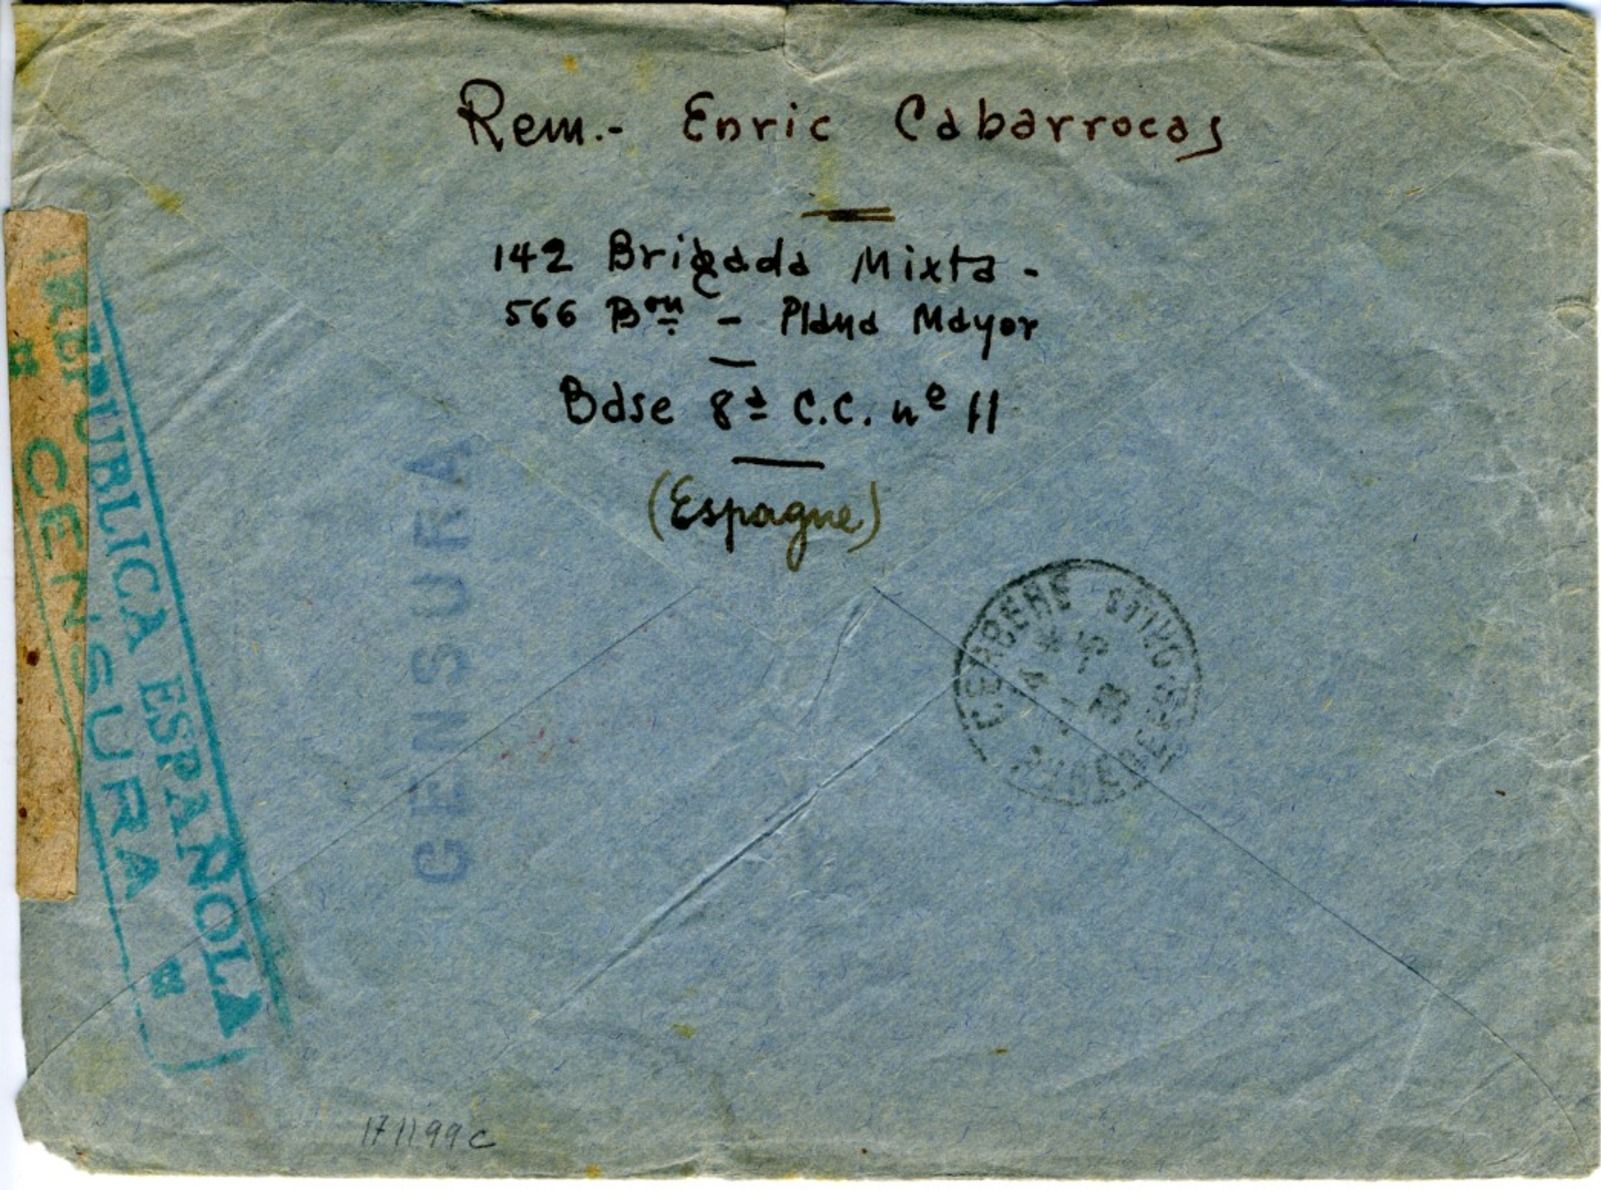 Rem.- Enric Cabarrocas
142 Brigada Mixta -
566 Bon. - Plana Mayor
Base 8ª C.C. nº 11
(Espagne)
REPUBLICA ESPAÑOLA
CENSURA
CENSURA
CERBERE
171199c